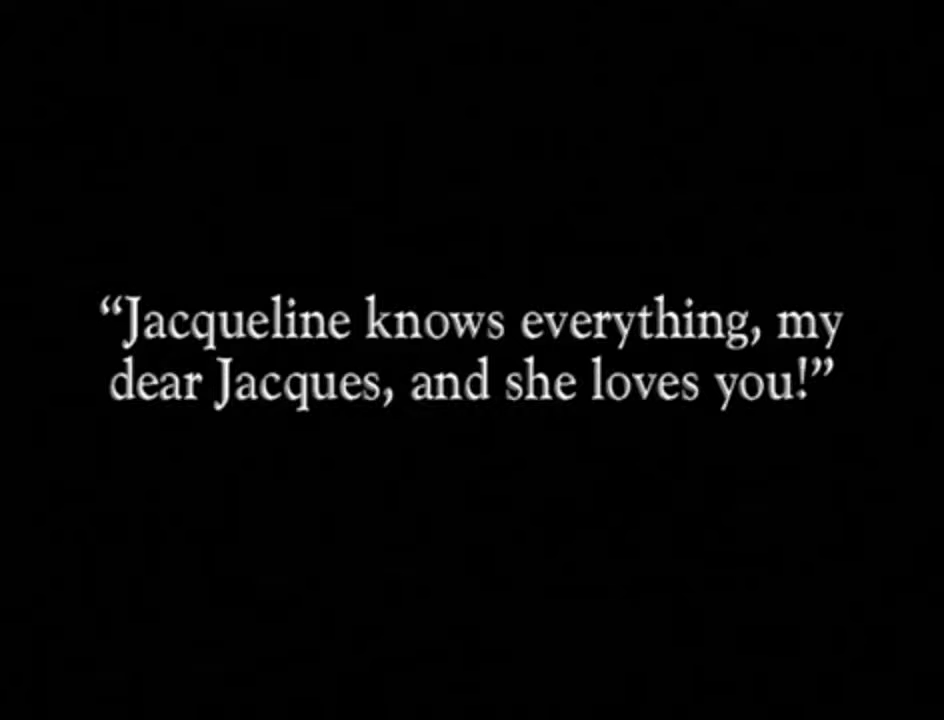 “Jacqueline knows everything, my
dear Jacques, and she loves you!”